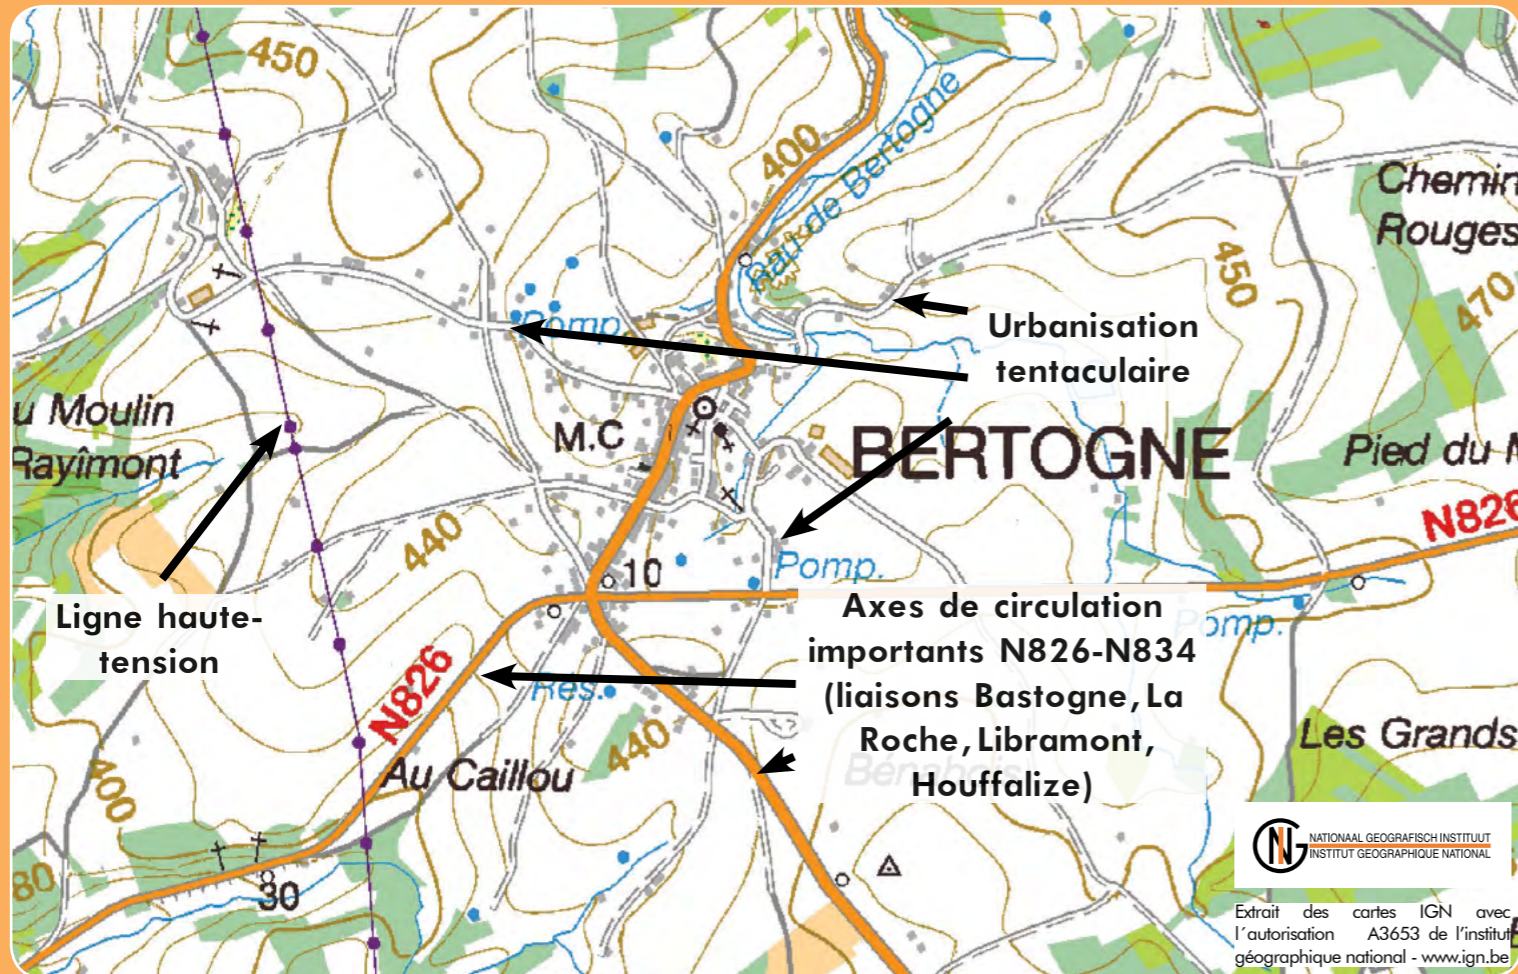 450
400
Rau de Bertogne
Chemin
Rouges
450
470
Pomp.
Urbanisation
tentaculaire
u Moulin
Rayîmont
M.C
BERTOGNE
Pied du
N826
440
10
Pomp.
Ligne haute-
tension
Axes de circulation
importants N826-N834
(liaisons Bastogne, La
Roche, Libramont,
Houffalize)
Pomp.
N826
Res.
440
Les Grands
400
Au Caillou
Bénabois
80
30
NATIONAAL GEOGRAFISCH INSTITUUT
INSTITUT GEOGRAPHIQUE NATIONAL
Extrait des cartes IGN avec
l´autorisation A3653 de l'institut
géographique national - www.ign.be